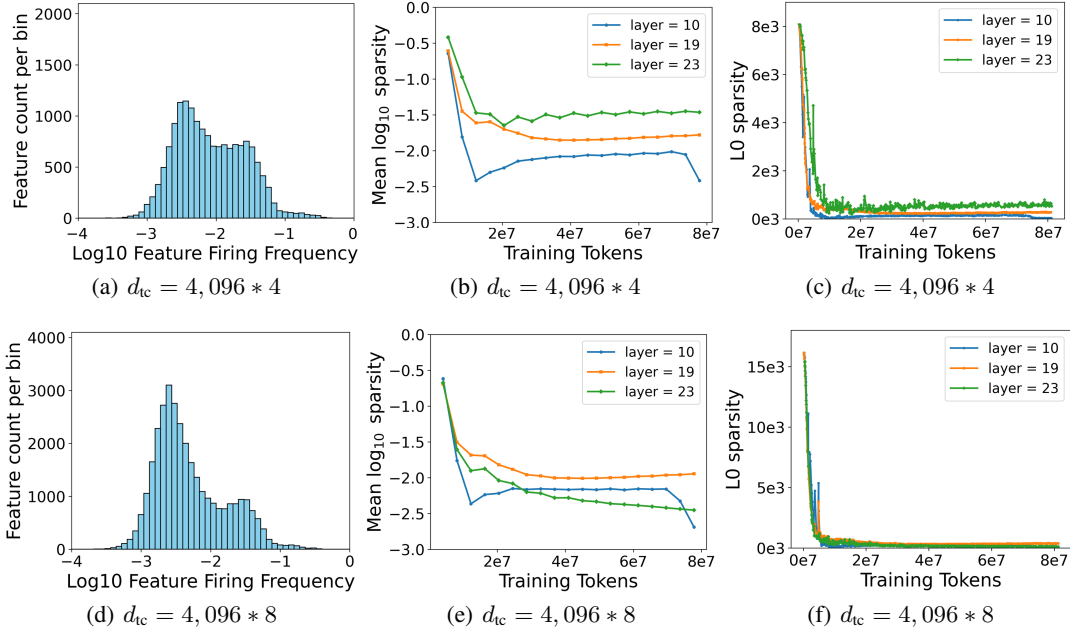 Feature count per bin
2000
1500
1000
500
0
−4
−3
−2
−1
0
Log10 Feature Firing Frequency
(a) d_tc = 4,096 ∗ 4
Mean log₁₀ sparsity
0.0
−0.5
−1.0
−1.5
−2.0
−2.5
−3.0
layer = 10
layer = 19
layer = 23
2e7
4e7
6e7
8e7
Training Tokens
(b) d_tc = 4,096 ∗ 4
L0 sparsity
8e3
6e3
4e3
2e3
0e3
layer = 10
layer = 19
layer = 23
0e7
2e7
4e7
6e7
8e7
Training Tokens
(c) d_tc = 4,096 ∗ 4
Feature count per bin
4000
3000
2000
1000
0
−4
−3
−2
−1
0
Log10 Feature Firing Frequency
(d) d_tc = 4,096 ∗ 8
Mean log₁₀ sparsity
0.0
−0.5
−1.0
−1.5
−2.0
−2.5
−3.0
layer = 10
layer = 19
layer = 23
2e7
4e7
6e7
8e7
Training Tokens
(e) d_tc = 4,096 ∗ 8
L0 sparsity
15e3
10e3
5e3
0e3
layer = 10
layer = 19
layer = 23
0e7
2e7
4e7
6e7
8e7
Training Tokens
(f) d_tc = 4,096 ∗ 8